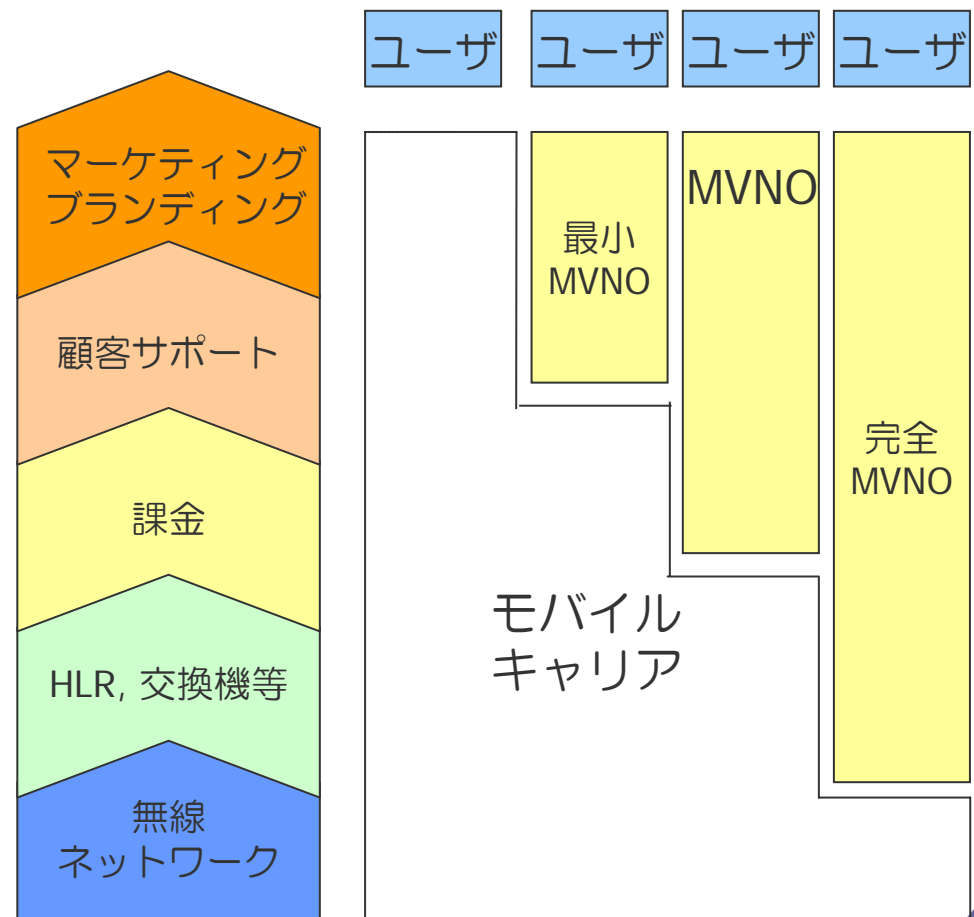 ユーザ
ユーザ
ユーザ
ユーザ
マーケティング
ブランディング
顧客サポート
課金
HLR, 交換機等
無線
ネットワーク
最小
MVNO
MVNO
完全
MVNO
モバイル
キャリア